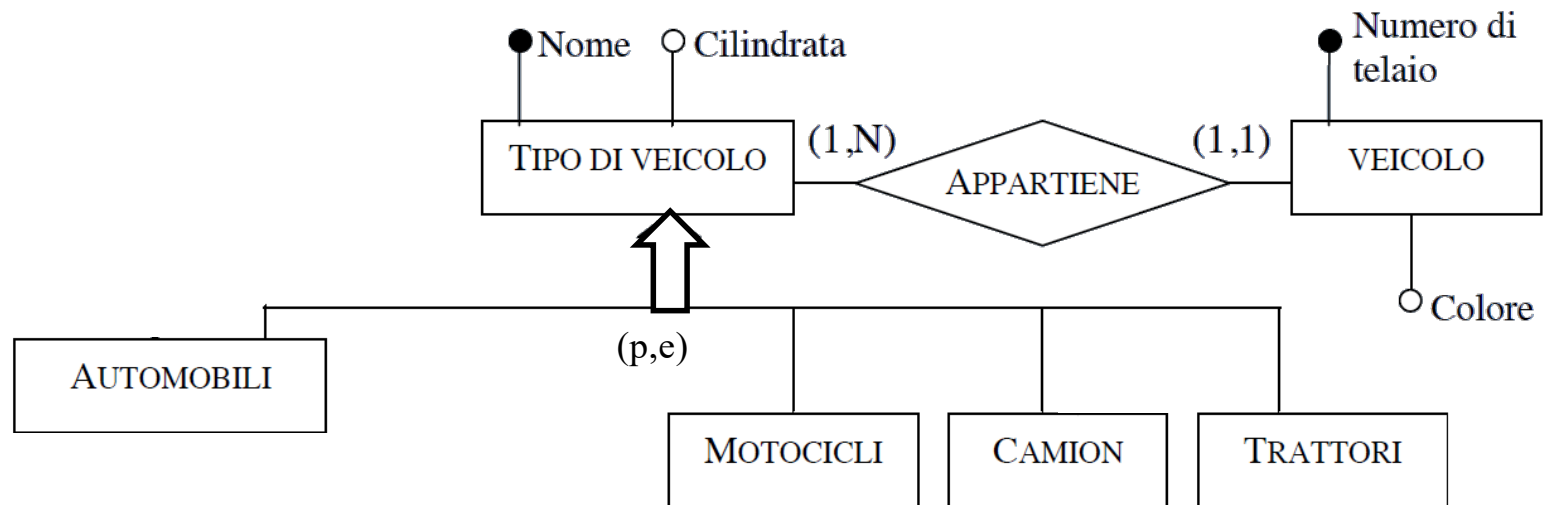 Nome
Cilindrata
Numero di
telaio
TIPO DI VEICOLO
(1,N)
APPARTIENE
(1,1)
VEICOLO
Colore
(p,e)
AUTOMOBILI
MOTOCICLI
CAMION
TRATTORI